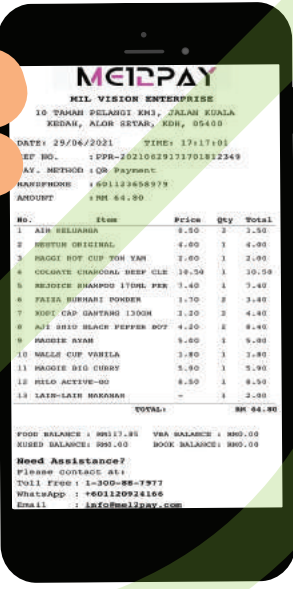 MEI2PAY
MIL VISION ENTERPRISE
10 TAMAN PELANGI KM3, JALAN KUALA
KEDAH, ALOR SETAR, KDH, 05400
DATE: 29/06/2021 TIME: 17:17:01
REF NO. : PPR-20210629171701812349
PAY. METHOD : QR Payment
HANDPHONE : 601123658979
AMOUNT : RM 64.80
No. Item Price Qty Total
1 AIR KELUARGA
2 NESTUM ORIGINAL 4.00 1 4.00
3 MAGGI HOT CUP TOM YAM 2.00 1 2.00
4 COLGATE CHARCOAL DEEP CLE 10.50 1 10.50
5 REJOICE SHAMPOO 170ML PER 7.40 1 7.40
6 FAIZA KURMARI POWDER 1.70 2 3.40
7 KOPI CAP GANTANG 130GM 2.20 2 4.40
8 AJI SHIO BLACK PEPPER BOT 4.20 2 8.40
9 MAGGIE AYAM 5.00 1 5.00
10 WALLS CUP VANILA 1.80 1 1.80
11 MAGGIE BIG CURRY 5.90 1 5.90
12 MILO ACTIVE-GO 8.50 1 8.50
13 LAIN-LAIN MAKANAN - 1 2.00
TOTAL: RM 64.80
FOOD BALANCE : RM117.85 VBA BALANCE : RM0.00
KUBED BALANCE: RM0.00 BOOK BALANCE: RM0.00
Need Assistance?
Please contact at:
Toll Free : 1-300-88-7977
WhatsApp : +601120924166
Email : info@mel2pay.com